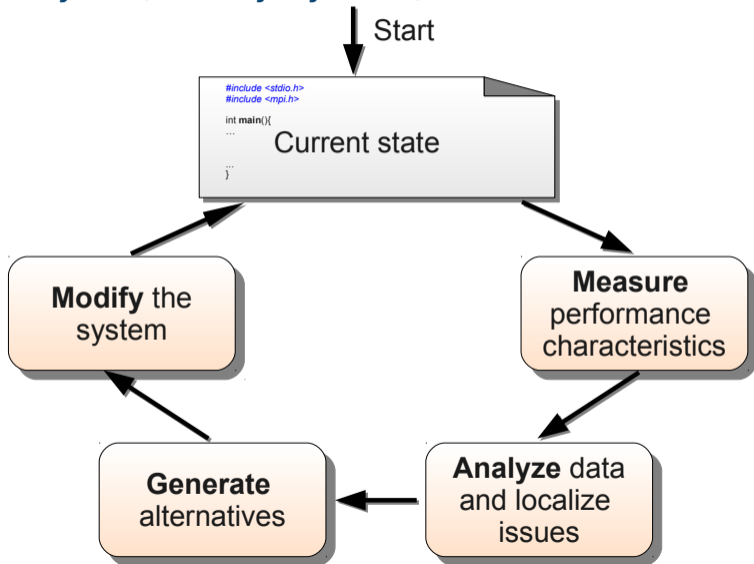 Start
#include <stdio.h>
#include <mpi.h>
int main(){
...
Current state
...
}
Modify the
system
Measure
performance
characteristics
Generate
alternatives
Analyze data
and localize
issues